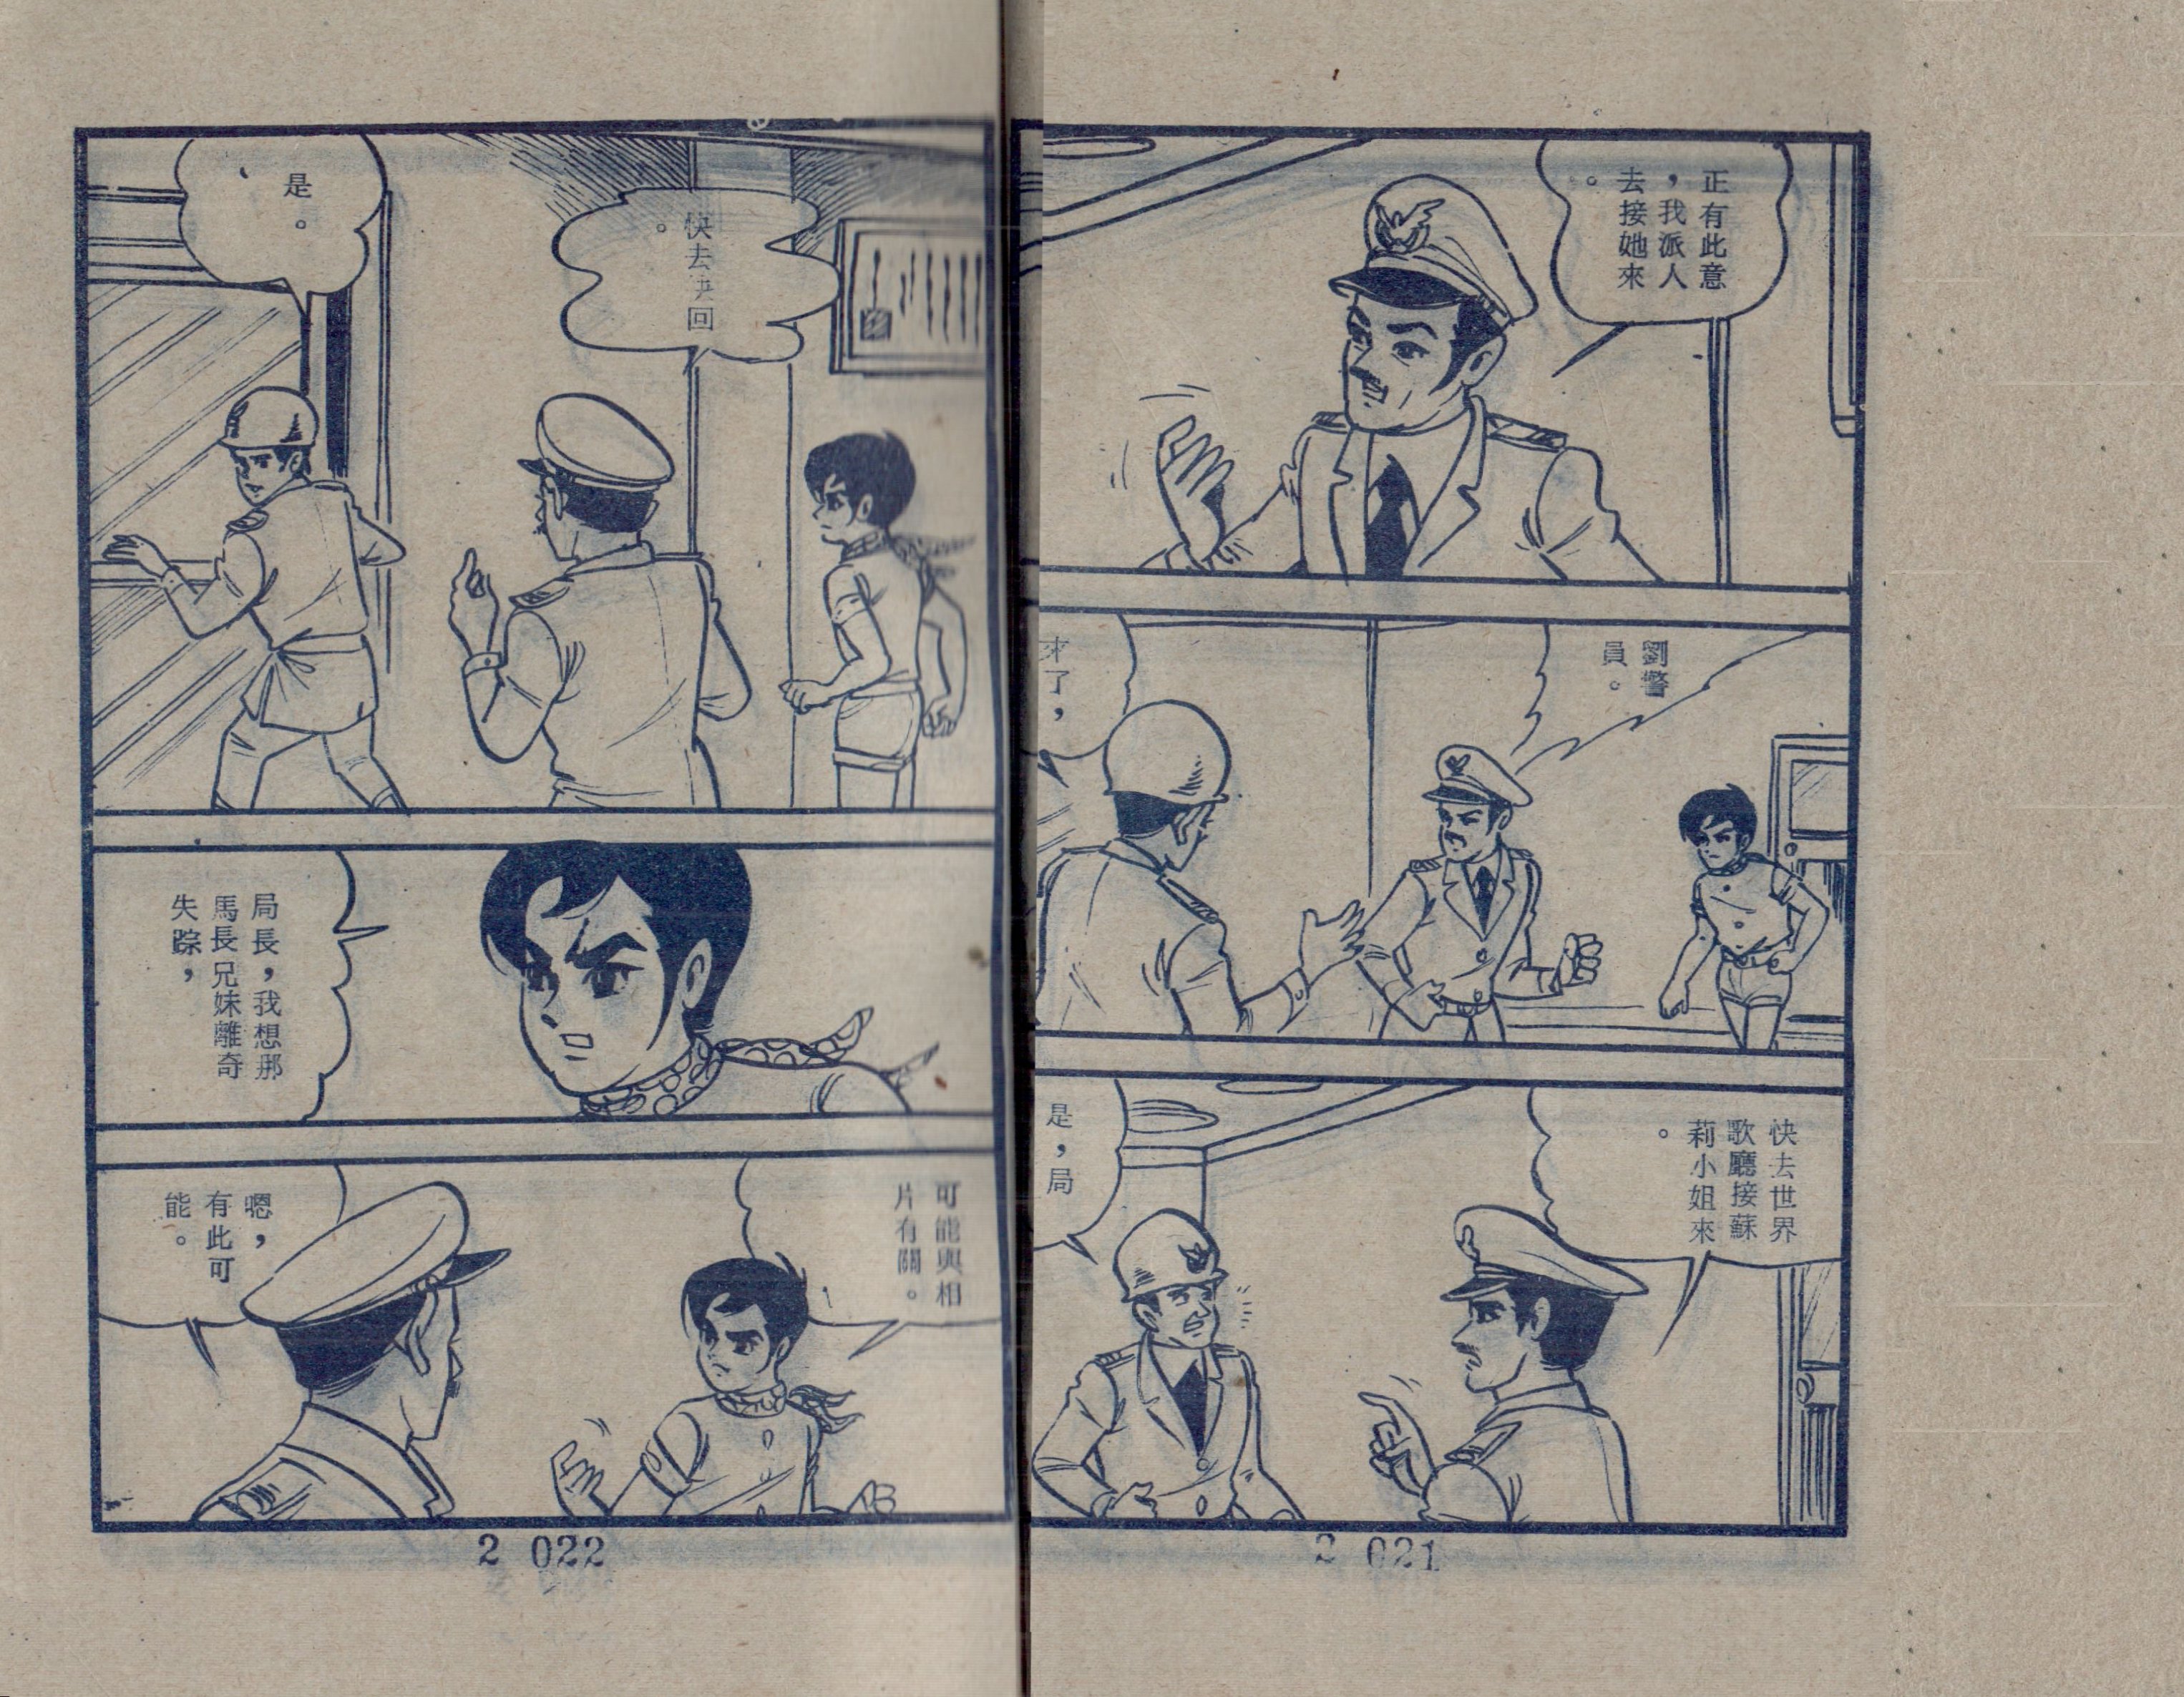 正有此意
，我派人
去接她來
。
劉警
員。
來了，
快去世界
歌廳接蘇
莉小姐來
。
是，局
2 021
快去 回
。
是。
局長，我想那
馬長兄妹離奇
失踪，
可能與相
片有關。
嗯，
有此可
能。
2 022